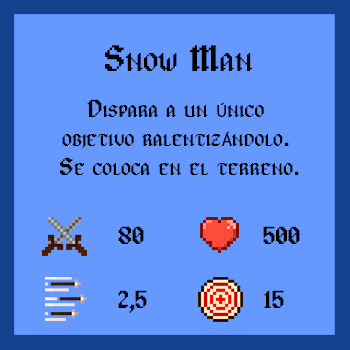 Snow Man
Dispara a un único
objetivo ralentizándolo.
Se coloca en el terreno.
80 500
2,5 15